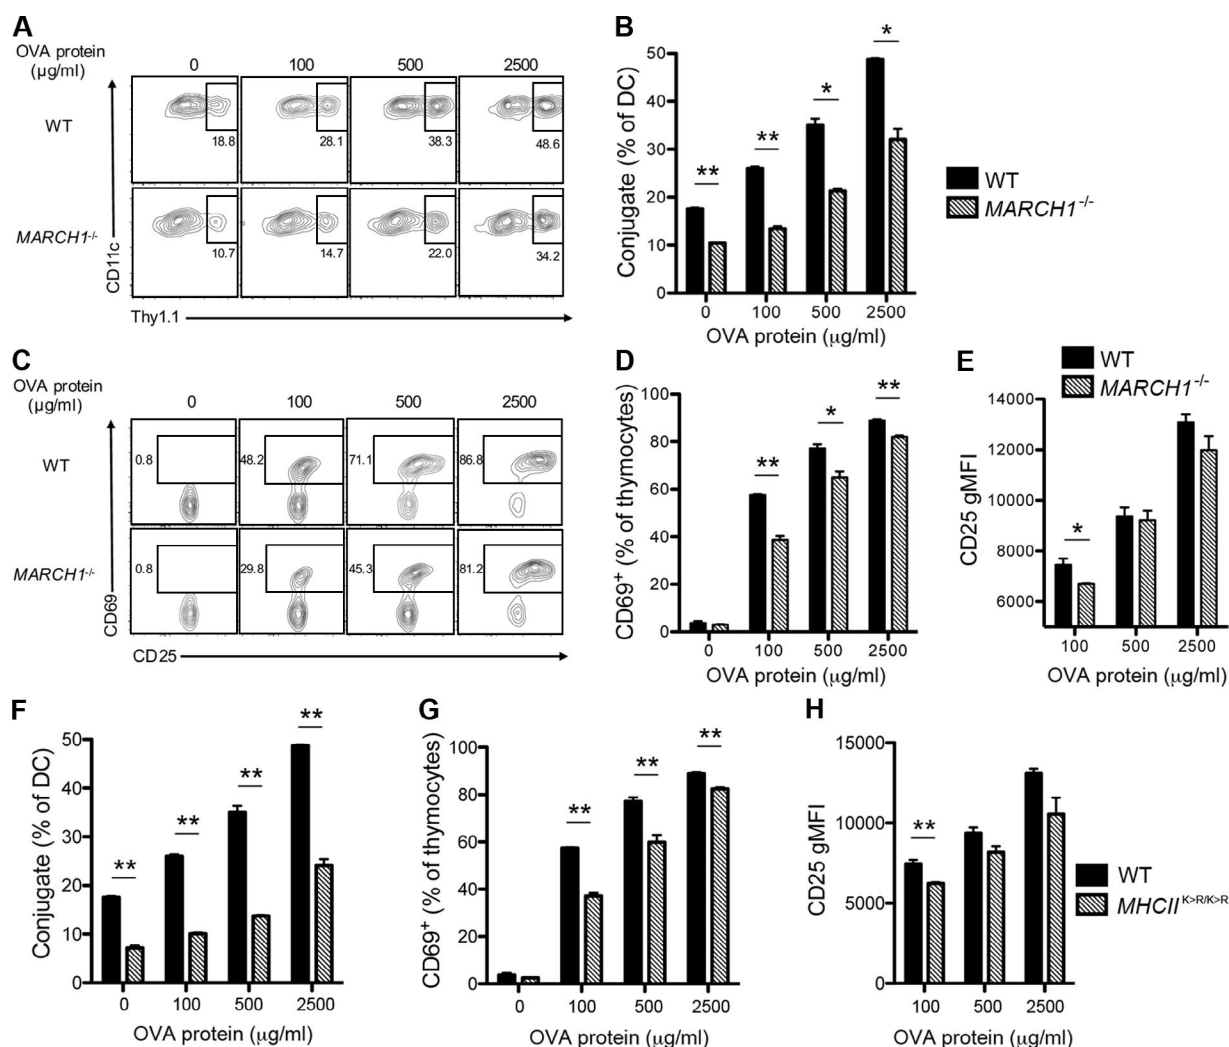 A
OVA protein
(µg/ml)
0 100 500 2500
WT
18.8 28.1 38.3 48.6
MARCH1-/-
10.7 14.7 22.0 34.2
CD11c
Thy1.1
B
Conjugate (% of DC)
50
40
30
20
10
0
** ** * *
0 100 500 2500
OVA protein (µg/ml)
WT
MARCH1-/-
C
OVA protein
(µg/ml)
0 100 500 2500
WT
0.8 48.2 71.1 86.8
MARCH1-/-
0.8 29.8 45.3 81.2
CD69
CD25
D
CD69+ (% of thymocytes)
100
80
60
40
20
0
** * **
0 100 500 2500
OVA protein (µg/ml)
WT
MARCH1-/-
E
CD25 gMFI
14000
12000
10000
8000
6000
*
100 500 2500
OVA protein (µg/ml)
F
Conjugate (% of DC)
50
40
30
20
10
0
** ** ** **
0 100 500 2500
OVA protein (µg/ml)
G
CD69+ (% of thymocytes)
100
80
60
40
20
0
** ** **
0 100 500 2500
OVA protein (µg/ml)
H
CD25 gMFI
15000
10000
5000
0
**
100 500 2500
OVA protein (µg/ml)
WT
MHCII K>R/K>R